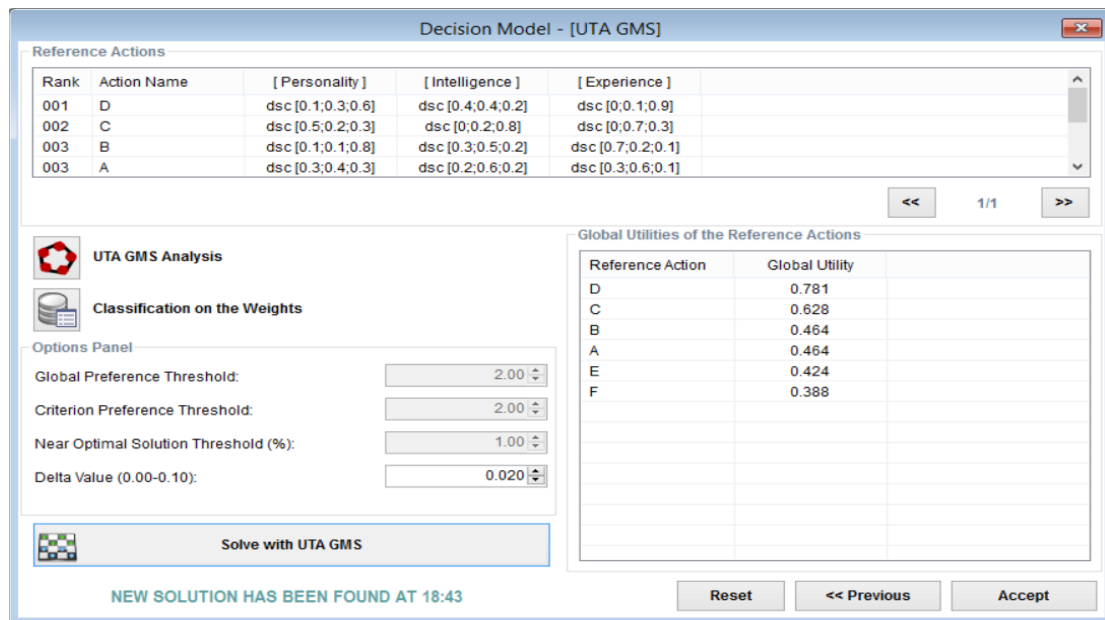 Decision Model - [UTA GMS]
Reference Actions
Rank Action Name [ Personality ] [ Intelligence ] [ Experience ]
001 D dsc [0.1;0.3;0.6] dsc [0.4;0.4;0.2] dsc [0;0.1;0.9]
002 C dsc [0.5;0.2;0.3] dsc [0;0.2;0.8] dsc [0;0.7;0.3]
003 B dsc [0.1;0.1;0.8] dsc [0.3;0.5;0.2] dsc [0.7;0.2;0.1]
003 A dsc [0.3;0.4;0.3] dsc [0.2;0.6;0.2] dsc [0.3;0.6;0.1]
<< 1/1 >>
UTA GMS Analysis
Classification on the Weights
Options Panel
Global Preference Threshold: 2.00
Criterion Preference Threshold: 2.00
Near Optimal Solution Threshold (%): 1.00
Delta Value (0.00-0.10): 0.020
Solve with UTA GMS
NEW SOLUTION HAS BEEN FOUND AT 18:43
Global Utilities of the Reference Actions
Reference Action Global Utility
D 0.781
C 0.628
B 0.464
A 0.464
E 0.424
F 0.388
Reset << Previous Accept